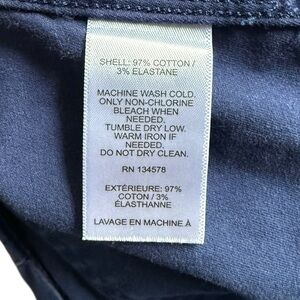 SHELL: 97% COTTON /
3% ELASTANE
MACHINE WASH COLD.
ONLY NON-CHLORINE
BLEACH WHEN
NEEDED.
TUMBLE DRY LOW.
WARM IRON IF
NEEDED.
DO NOT DRY CLEAN.
RN 134578
EXTÉRIEURE: 97%
COTON / 3%
ÉLASTHANNE
LAVAGE EN MACHINE À